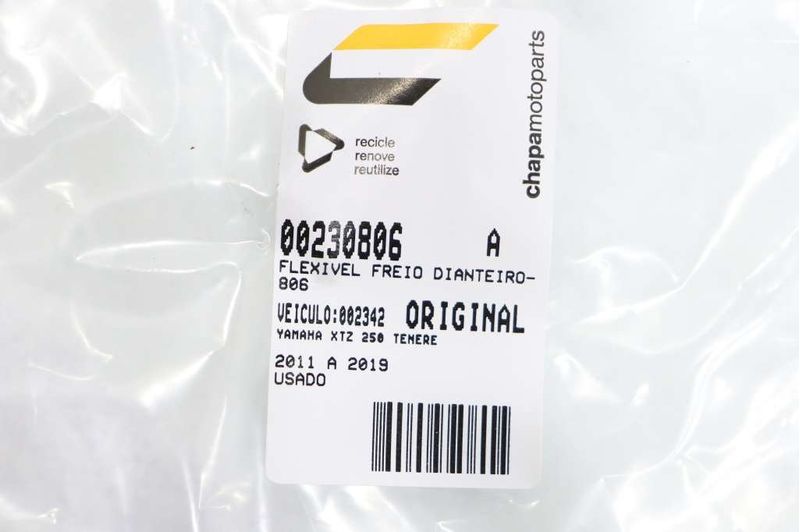 chapamotoparts
recicle
renove
reutilize
00230806 A
FLEXIVEL FREIO DIANTEIRO-
806
VEICULO:002342 ORIGINAL
YAMAHA XTZ 250 TENERE
2011 A 2019
USADO